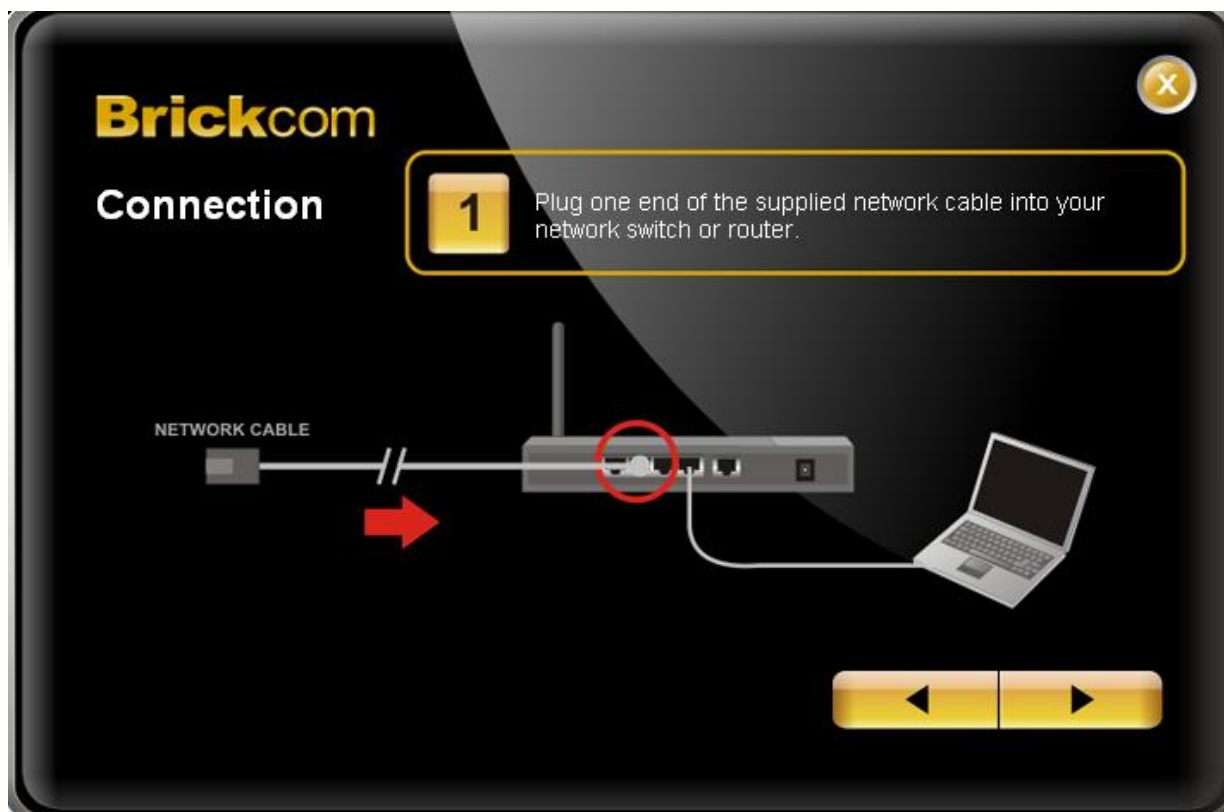 X
Brickcom
Connection
1
Plug one end of the supplied network cable into your
network switch or router.
NETWORK CABLE